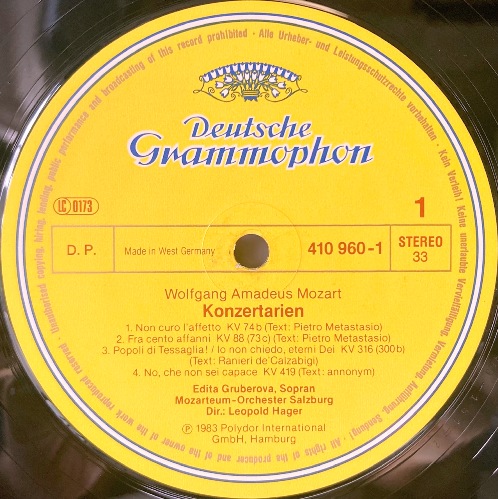 Unauthorised copying, hiring, lending, public performance and broadcasting of this record prohibited · Alle Urheber- und Leistungsschutzrechte vorbehalten · Kein Verleih! Keine unerlaubte Vervielfältigung, Vermietung, Aufführung, Sendung! · All rights of the producer and of the owner of the work reproduced reserved ·
Deutsche
Grammophon
LC 0173
1
D. P.
Made in West Germany
410 960-1
STEREO
33
Wolfgang Amadeus Mozart
Konzertarien
1. Non curo l'affetto KV 74b (Text: Pietro Metastasio)
2. Fra cento affanni KV 88 (73c) (Text: Pietro Metastasio)
3. Popoli di Tessaglia! / Io non chiedo, eterni Dei KV 316 (300b)
(Text: Ranieri de'Calzabigi)
4. No, che non sei capace KV 419 (Text: annonym)
Edita Gruberova, Sopran
Mozarteum-Orchester Salzburg
Dir.: Leopold Hager
℗ 1983 Polydor International
GmbH, Hamburg